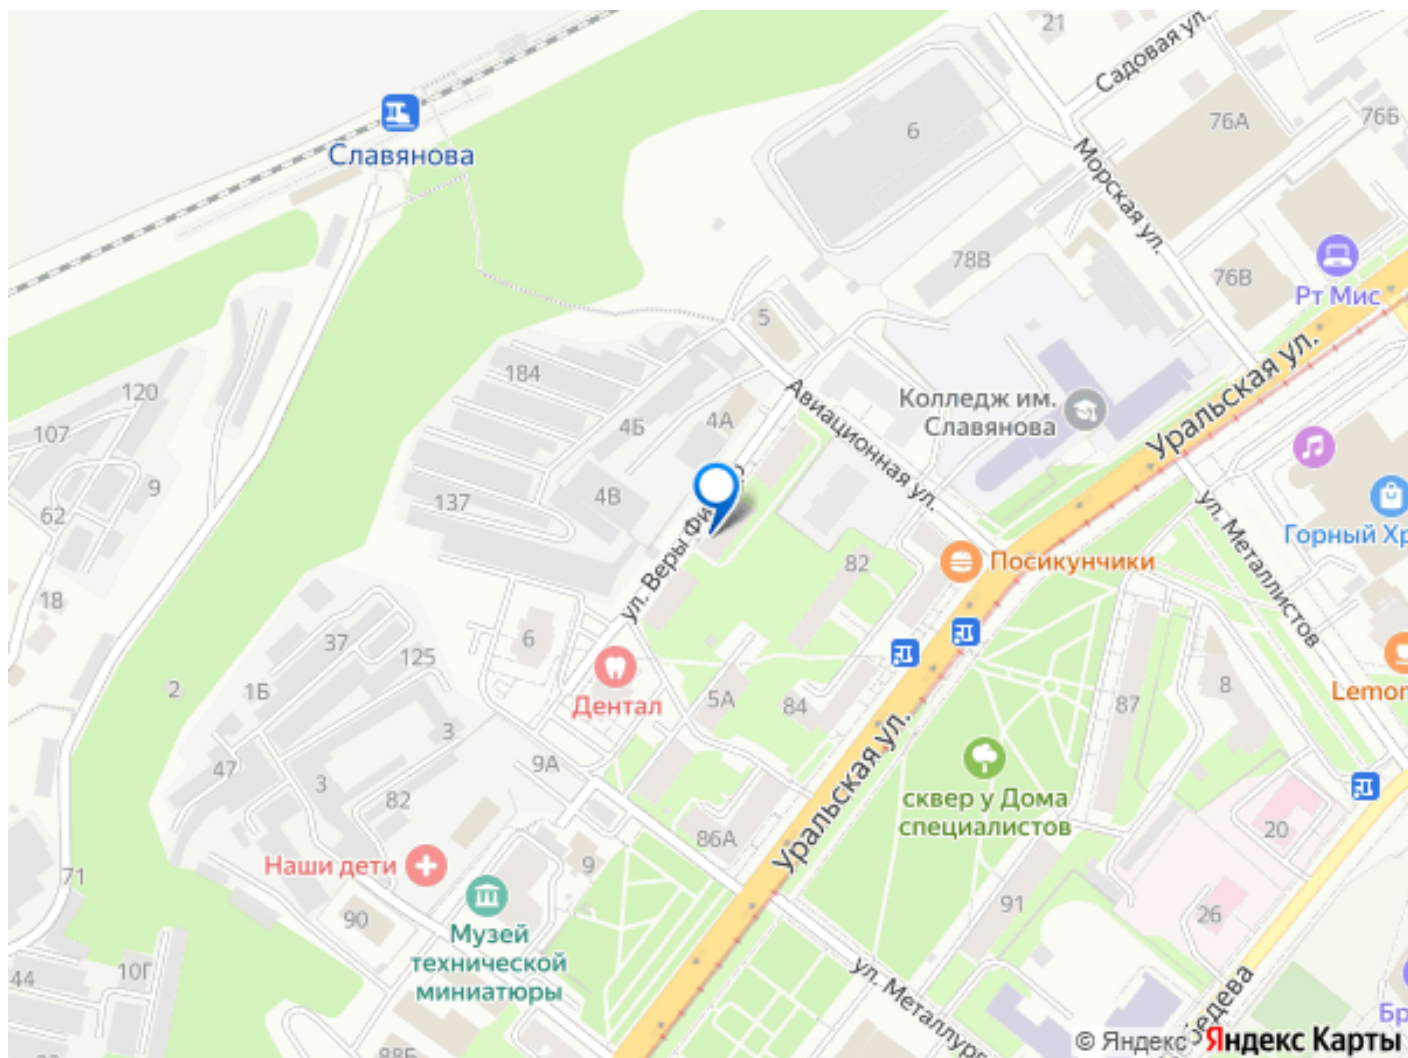 21
Садовая ул.
76А
76Б
6
Славянова
Морская ул.
78В
76В
Рт Мис
5
Уральская ул.
184
Авиационная ул.
Колледж им.
Славянова
120
107
4Б
4А
9
137
4В
62
ул. Веры Фи
ул. Металлистов
Горный Хр
Посикунчики
82
18
37
6
125
2
1Б
Дентал
5А
84
87
8
Lemon
3
Уральская ул.
9А
47
3
82
сквер у Дома
специалистов
86А
20
Наши дети
9
71
90
Музей
технической
миниатюры
91
26
44
10Г
ул. Металлург
бедева
Бр
88Б
© Яндекс
Яндекс Карты